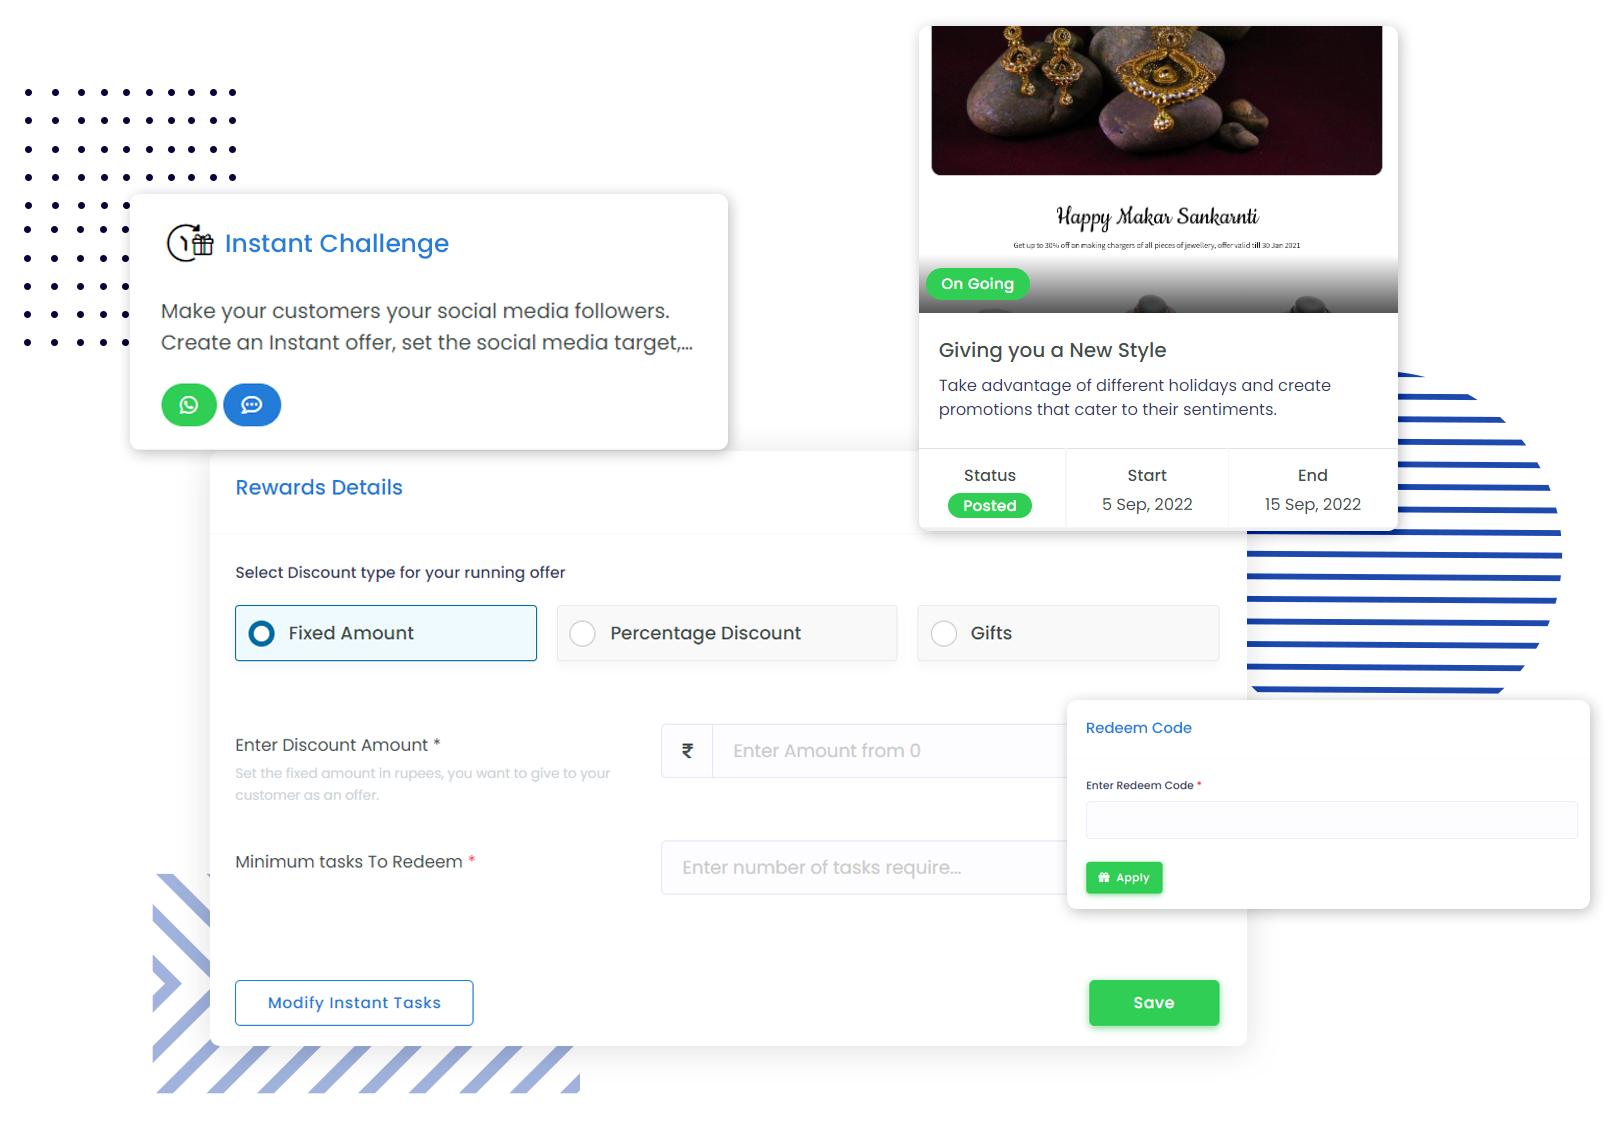 Instant Challenge
Make your customers your social media followers.
Create an Instant offer, set the social media target,...
Happy Makar Sankarnti
Get up to 30% off on making chargers of all pieces of jewellery, offer valid till 30 Jan 2021
On Going
Giving you a New Style
Take advantage of different holidays and create
promotions that cater to their sentiments.
Status
Start
End
Posted
5 Sep, 2022
15 Sep, 2022
Rewards Details
Select Discount type for your running offer
Fixed Amount
Percentage Discount
Gifts
Enter Discount Amount *
Set the fixed amount in rupees, you want to give to your
customer as an offer.
₹
Enter Amount from 0
Minimum tasks To Redeem *
Enter number of tasks require...
Modify Instant Tasks
Save
Redeem Code
Enter Redeem Code *
Apply